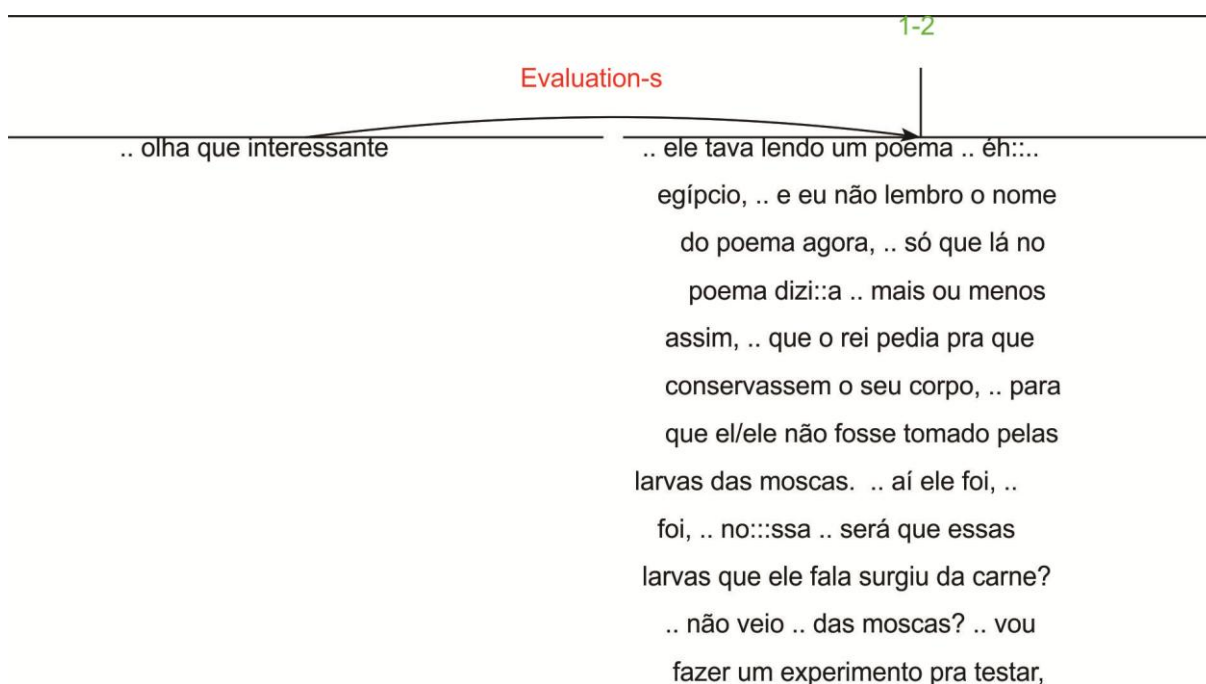 1-2
Evaluation-s
.. olha que interessante
.. ele tava lendo um poema .. éh::..
egípcio, .. e eu não lembro o nome
do poema agora, .. só que lá no
poema dizi::a .. mais ou menos
assim, .. que o rei pedia pra que
conservassem o seu corpo, .. para
que el/ele não fosse tomado pelas
larvas das moscas. .. aí ele foi, ..
foi, .. no:::ssa .. será que essas
larvas que ele fala surgiu da carne?
.. não veio .. das moscas? .. vou
fazer um experimento pra testar,